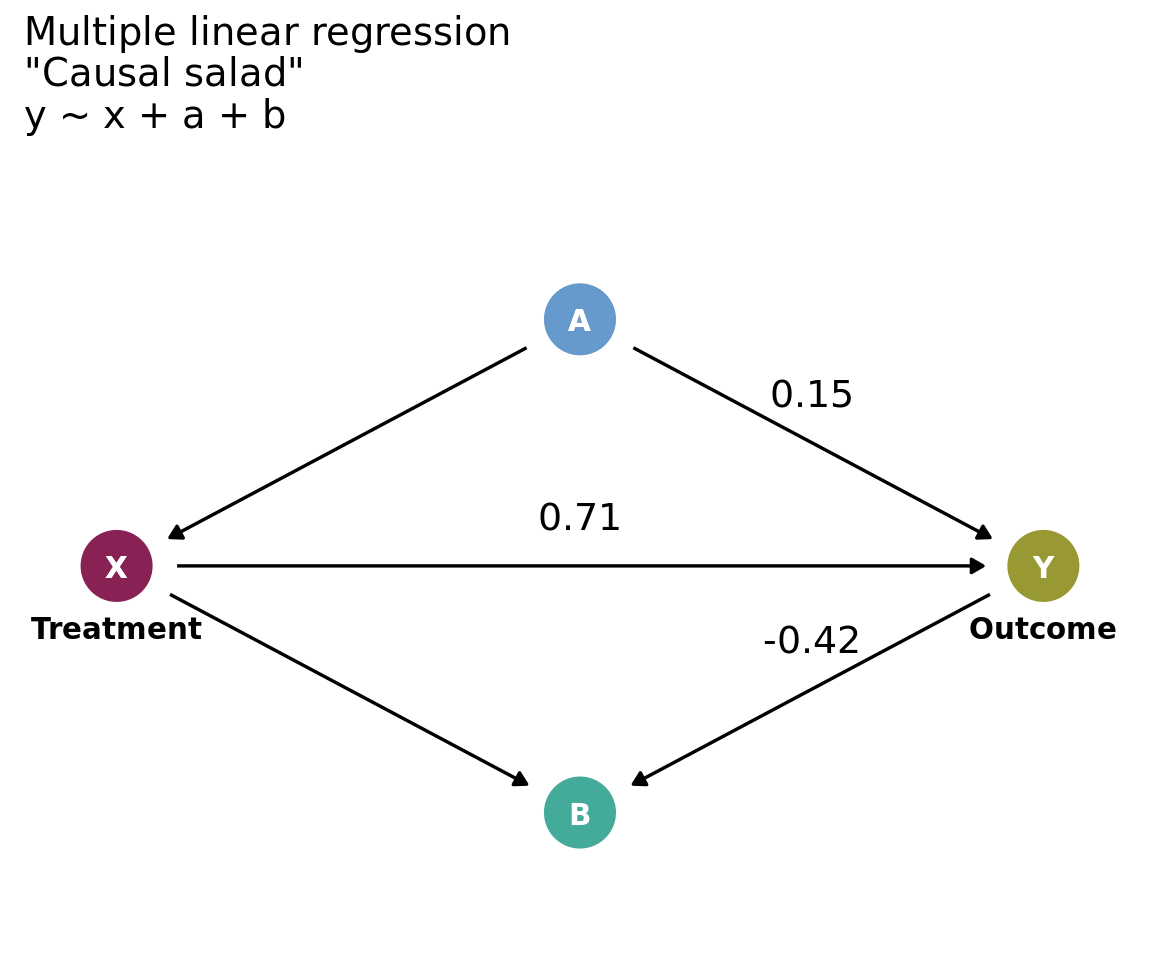 Multiple linear regression
"Causal salad"
y ~ x + a + b
A
0.15
0.71
X
Y
Treatment
Outcome
-0.42
B